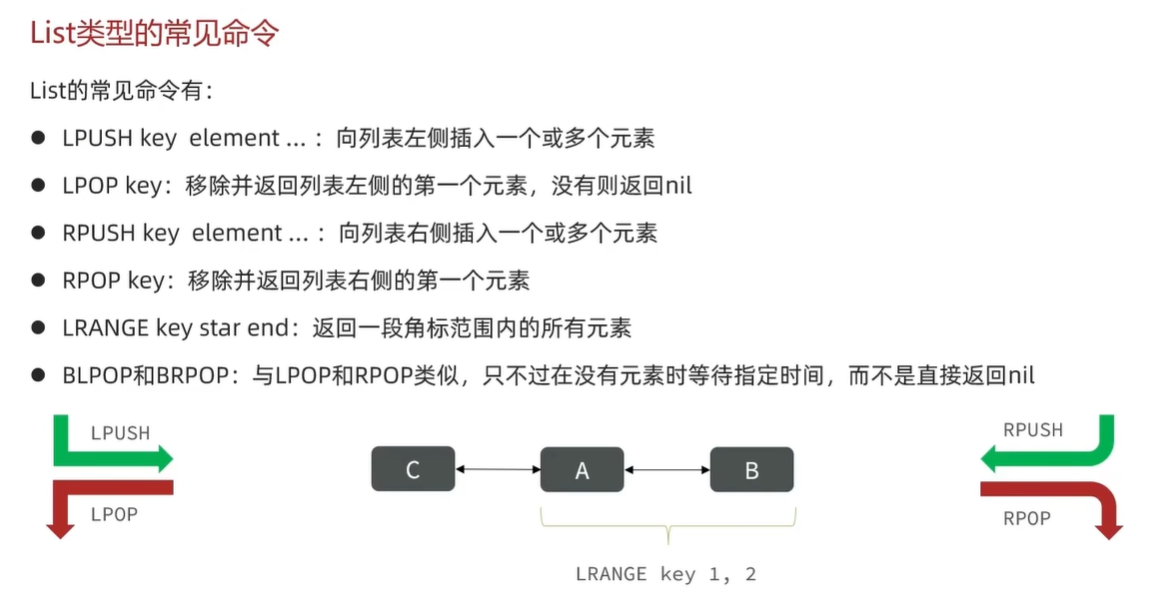 List类型的常见命令
List的常见命令有：
● LPUSH key element ... ：向列表左侧插入一个或多个元素
● LPOP key：移除并返回列表左侧的第一个元素，没有则返回nil
● RPUSH key element ... ：向列表右侧插入一个或多个元素
● RPOP key：移除并返回列表右侧的第一个元素
● LRANGE key star end：返回一段角标范围内的所有元素
● BLPOP和BRPOP：与LPOP和RPOP类似，只不过在没有元素时等待指定时间，而不是直接返回nil
LPUSH
RPUSH
C A B
LPOP
RPOP
LRANGE key 1, 2